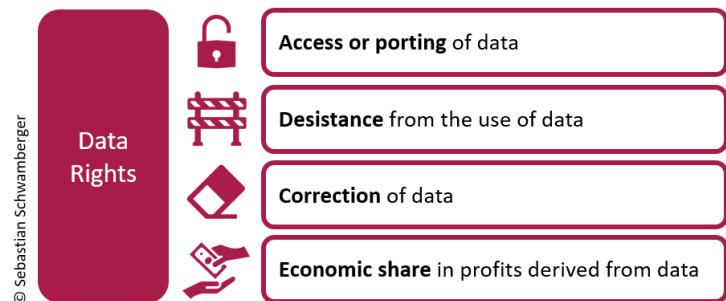 © Sebastian Schwamberger
Data
Rights
Access or porting of data
Desistance from the use of data
Correction of data
Economic share in profits derived from data